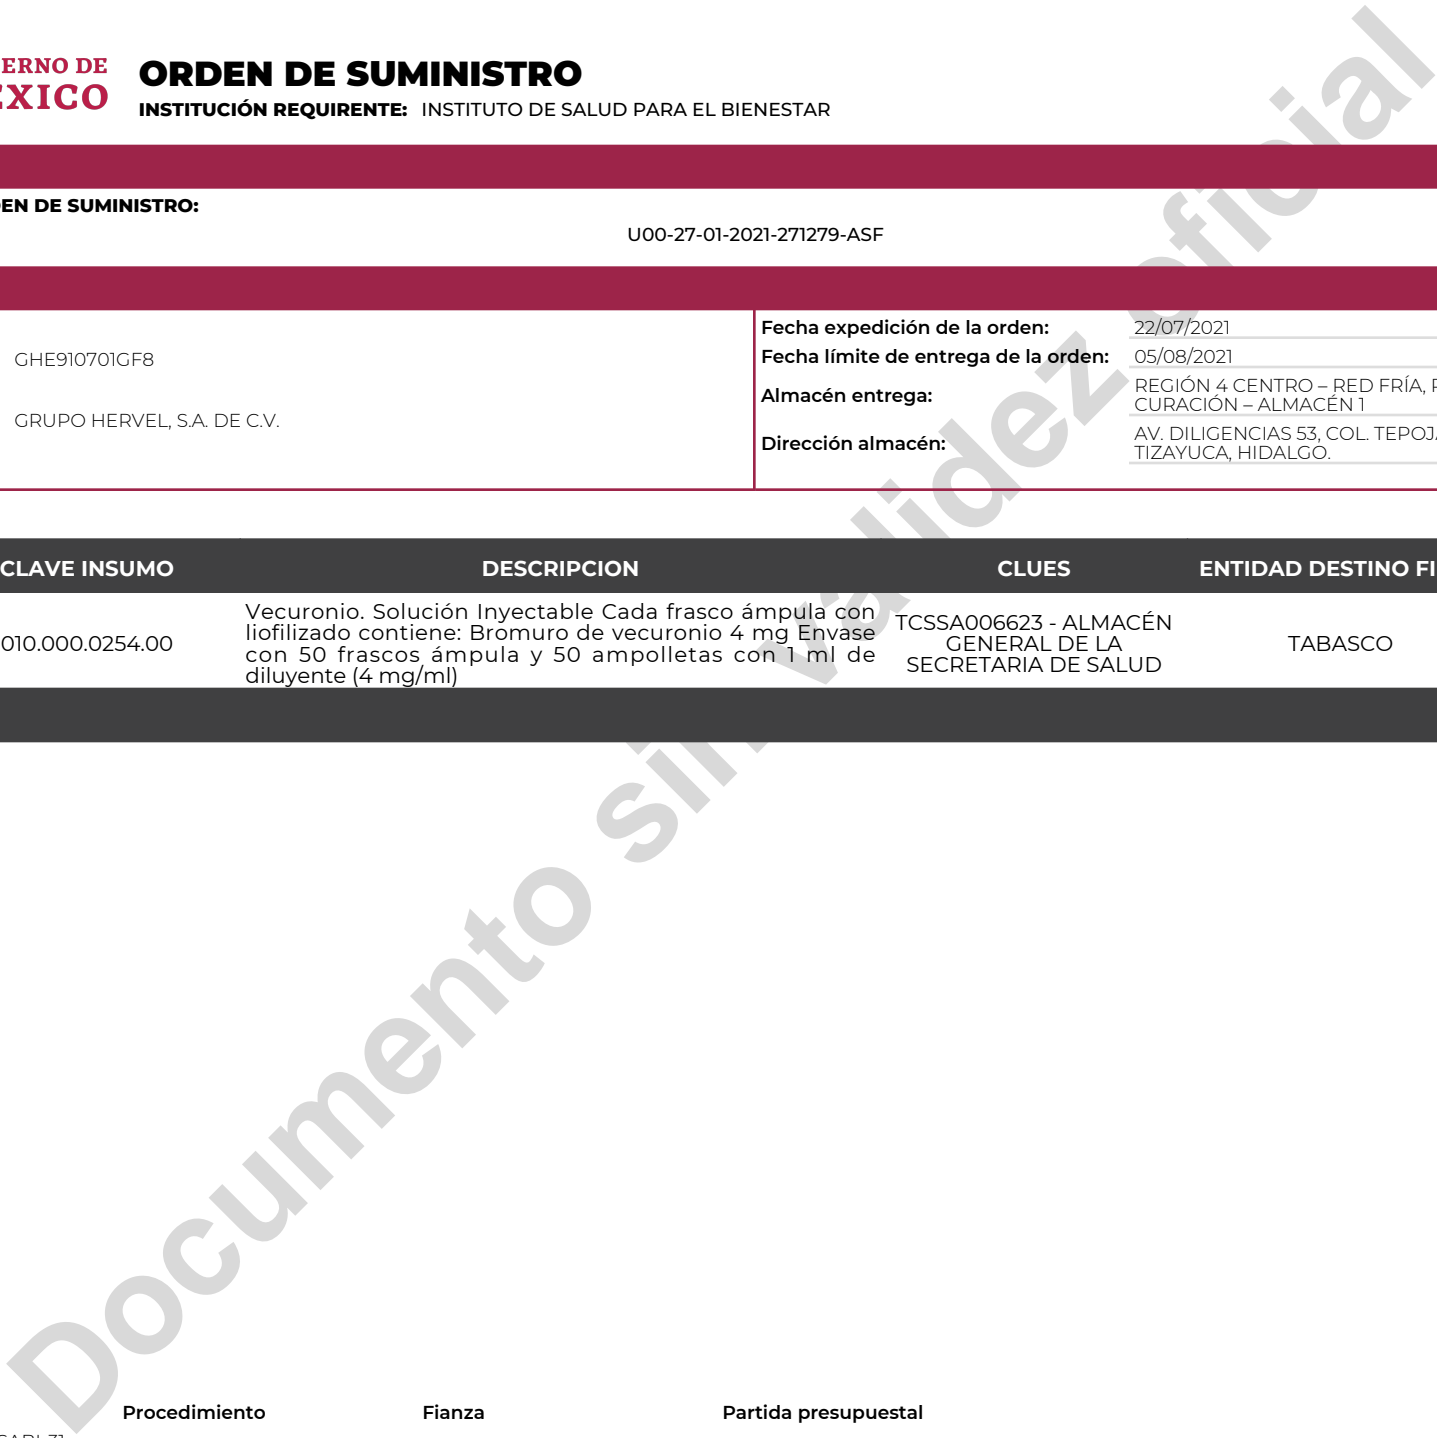 ERNO DE
ORDEN DE SUMINISTRO
EXICO
INSTITUCIÓN REQUIRENTE: INSTITUTO DE SALUD PARA EL BIENESTAR
EN DE SUMINISTRO:
U00-27-01-2021-271279-ASF
GHE910701GF8
GRUPO HERVEL, S.A. DE C.V.
Fecha expedición de la orden: 22/07/2021
Fecha límite de entrega de la orden: 05/08/2021
Almacén entrega: REGIÓN 4 CENTRO – RED FRÍA,
CURACIÓN – ALMACÉN 1
Dirección almacén: AV. DILIGENCIAS 53, COL. TEPOJA
TIZAYUCA, HIDALGO.
CLAVE INSUMO DESCRIPCION CLUES ENTIDAD DESTINO FI
010.000.0254.00
Vecuronio. Solución Inyectable Cada frasco ámpula con
liofilizado contiene: Bromuro de vecuronio 4 mg Envase
con 50 frascos ámpula y 50 ampolletas con 1 ml de
diluyente (4 mg/ml)
TCSSA006623 - ALMACÉN
GENERAL DE LA
SECRETARIA DE SALUD
TABASCO
Documento sin validez oficial
Procedimiento Fianza Partida presupuestal